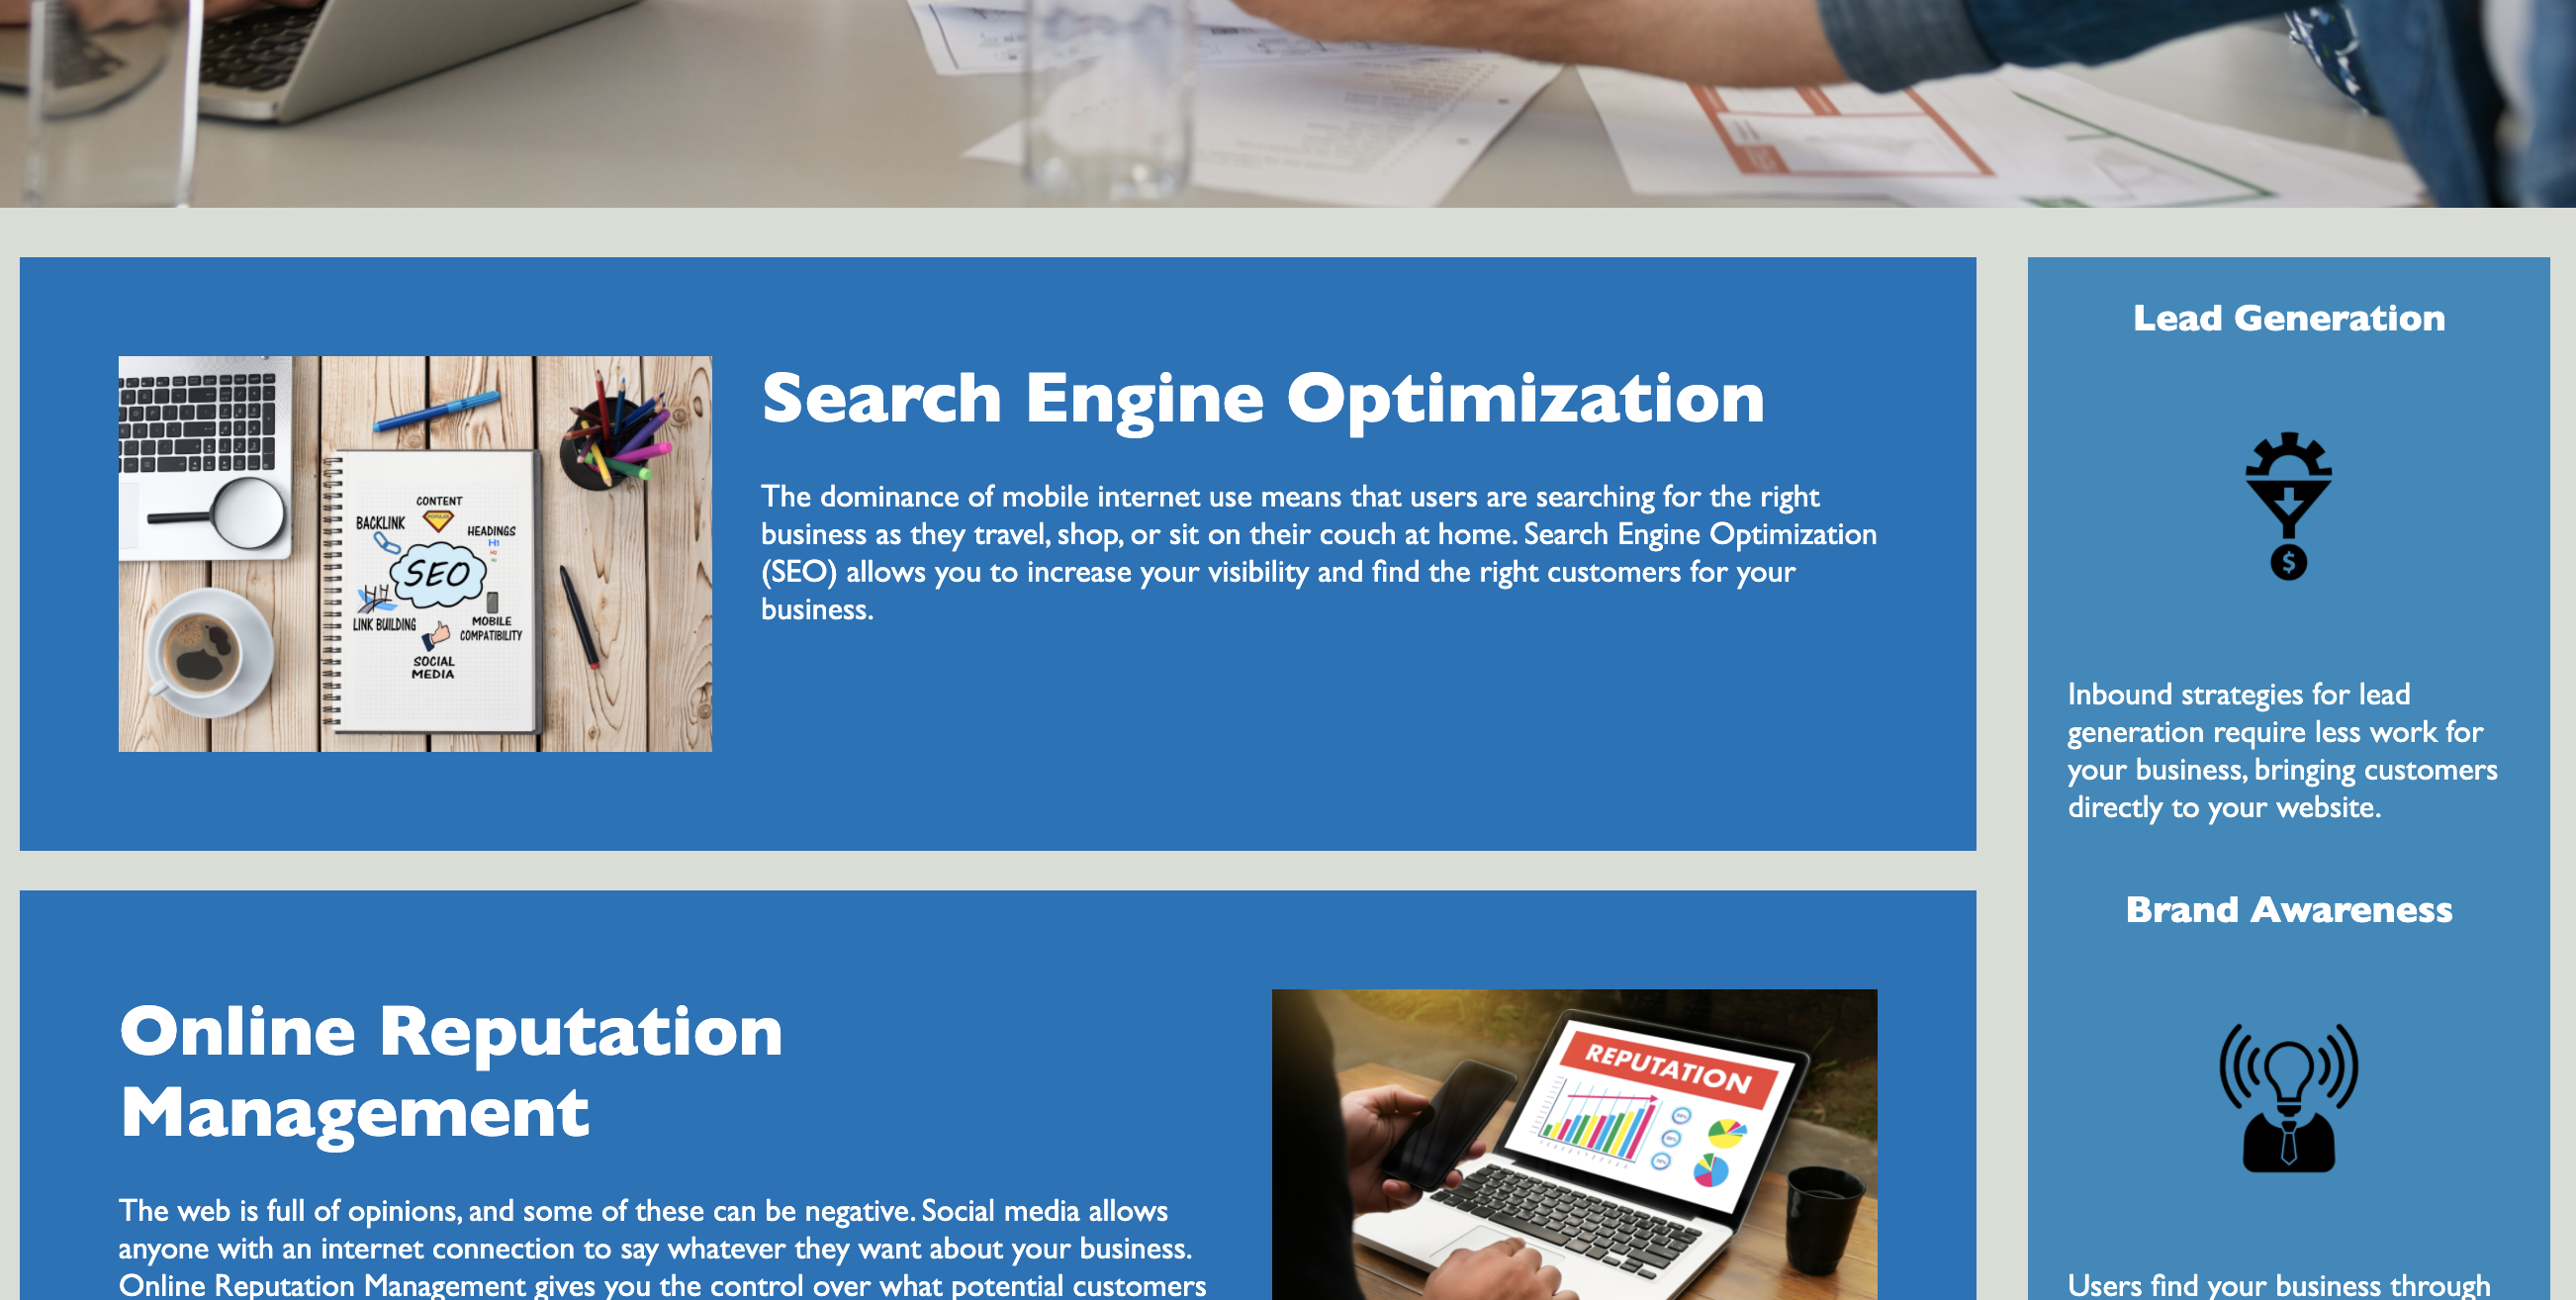 Search Engine Optimization
The dominance of mobile internet use means that users are searching for the right
business as they travel, shop, or sit on their couch at home. Search Engine Optimization
(SEO) allows you to increase your visibility and find the right customers for your
business.
CONTENT
BACKLINK
HEADINGS
H1
SEO
LINK BUILDING
MOBILE
COMPATIBILITY
SOCIAL
MEDIA
Online Reputation
Management
The web is full of opinions, and some of these can be negative. Social media allows
anyone with an internet connection to say whatever they want about your business.
Online Reputation Management gives you the control over what potential customers
REPUTATION
Lead Generation
$
Inbound strategies for lead
generation require less work for
your business, bringing customers
directly to your website.
Brand Awareness
Users find your business through